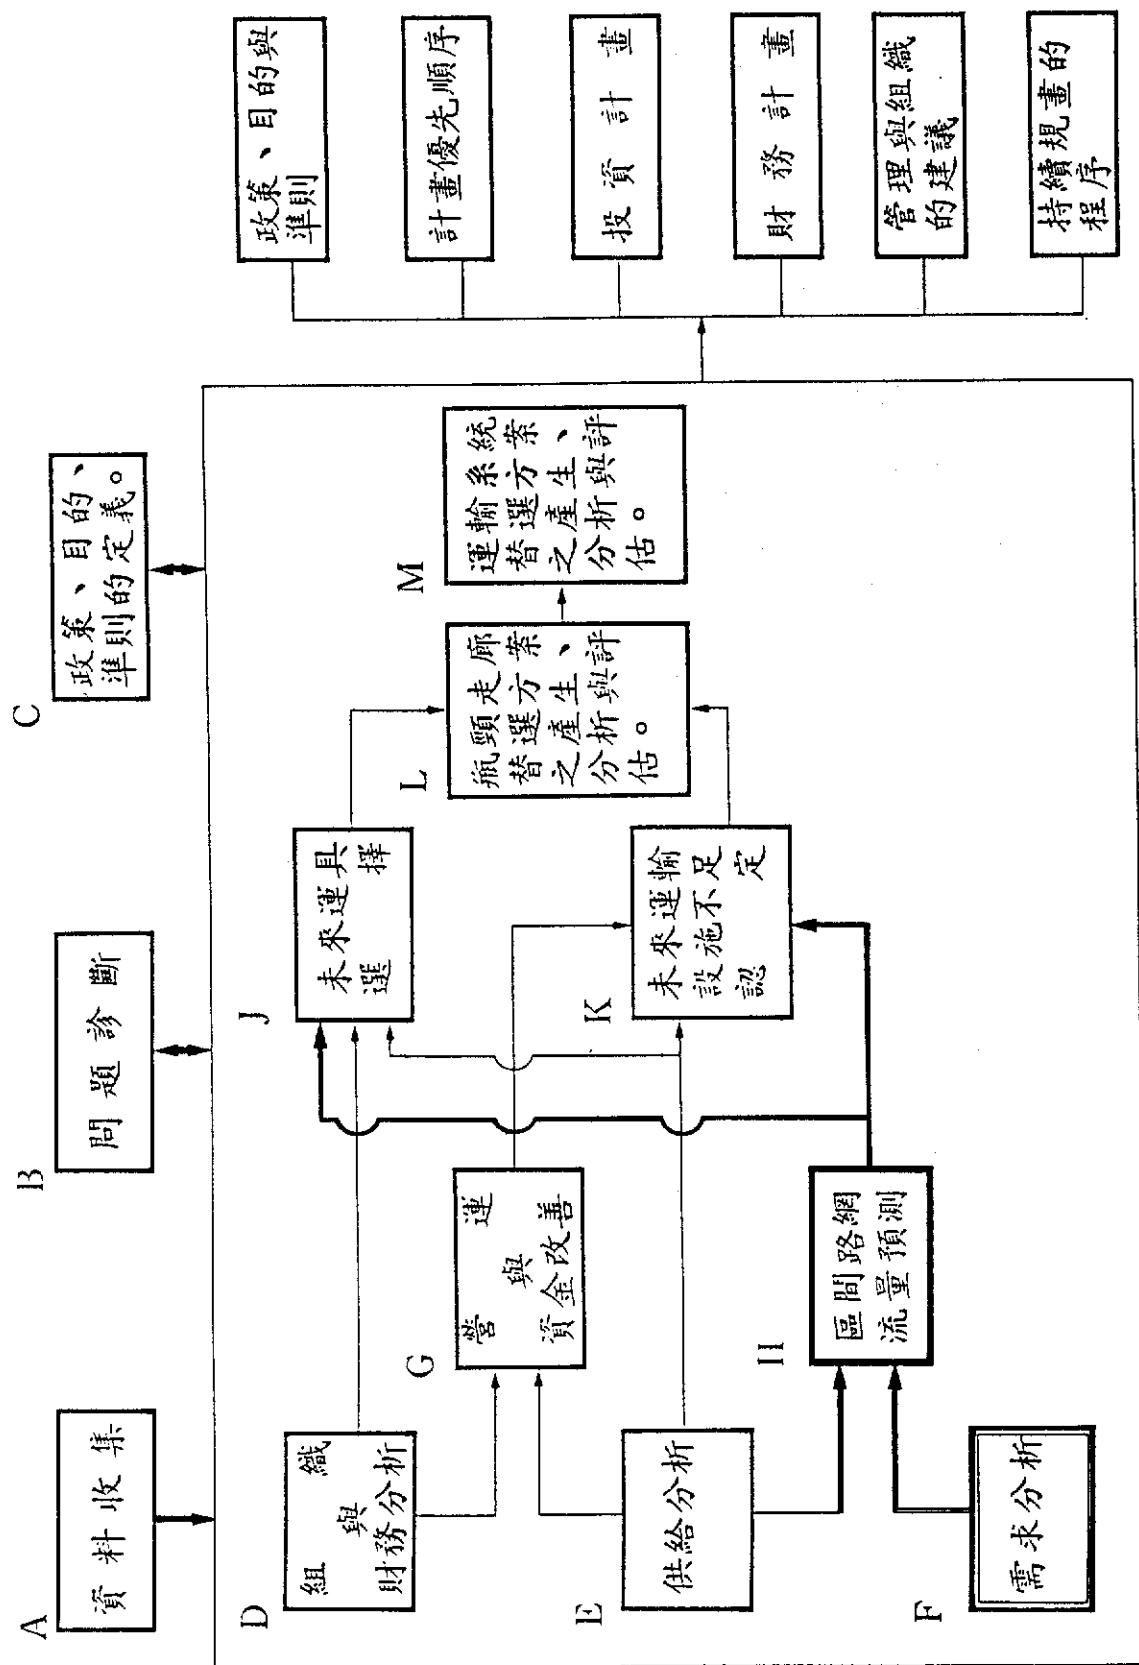 A
資料收集
B
問題診斷
C
政策、目的、
準則的定義。
D
組織
與
財務分析
E
供給分析
F
需求分析
G
營運
與
資金改善
H
區間路網
流量預測
J
未來運具
選擇
K
未來運輸
設施不足
認定
L
瓶頸走廊
替選方案
之產生、
分析與評
估。
M
運輸系統
替選方案
之產生、
分析與評
估。
政策、目的與
準則
計畫優先順序
投資計畫
財務計畫
管理與組織
的建議
持續規畫的
程序